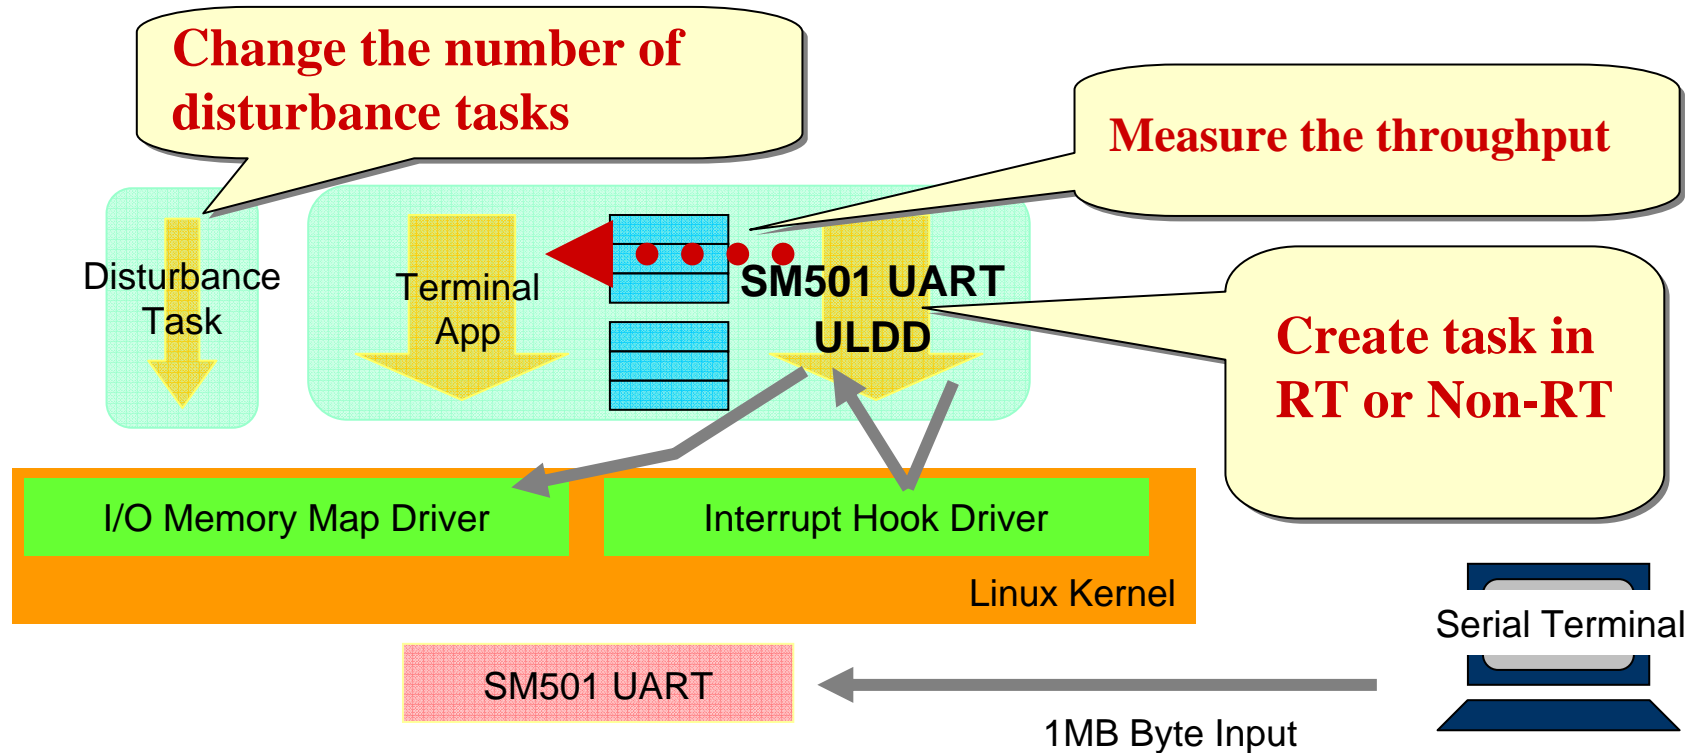 Change the number of
disturbance tasks
Measure the throughput
Disturbance
Task
Terminal
App
SM501 UART
ULDD
Create task in
RT or Non-RT
I/O Memory Map Driver
Interrupt Hook Driver
Linux Kernel
Serial Terminal
SM501 UART
1MB Byte Input